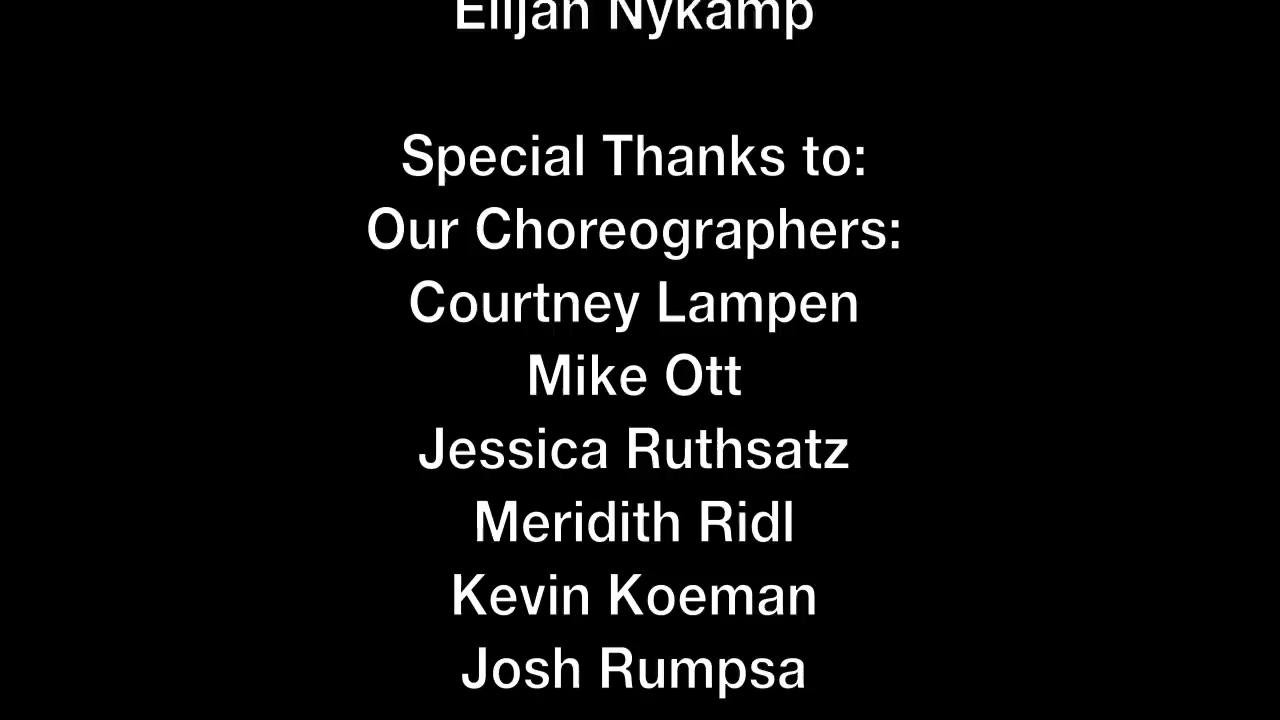 Elijah Nykamp
Special Thanks to:
Our Choreographers:
Courtney Lampen
Mike Ott
Jessica Ruthsatz
Meridith Ridl
Kevin Koeman
Josh Rumpsa